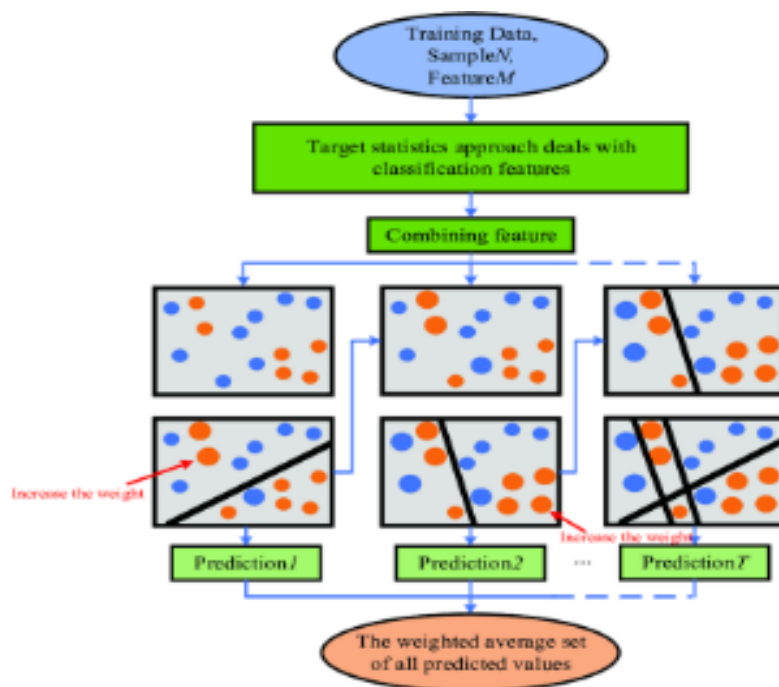 Training Data,
SampleN,
FeatureM
Target statistics approach deals with
classification features
Combining feature
Increase the weight
Increase the weight
Prediction1
Prediction2
...
PredictionT
The weighted average set
of all predicted values